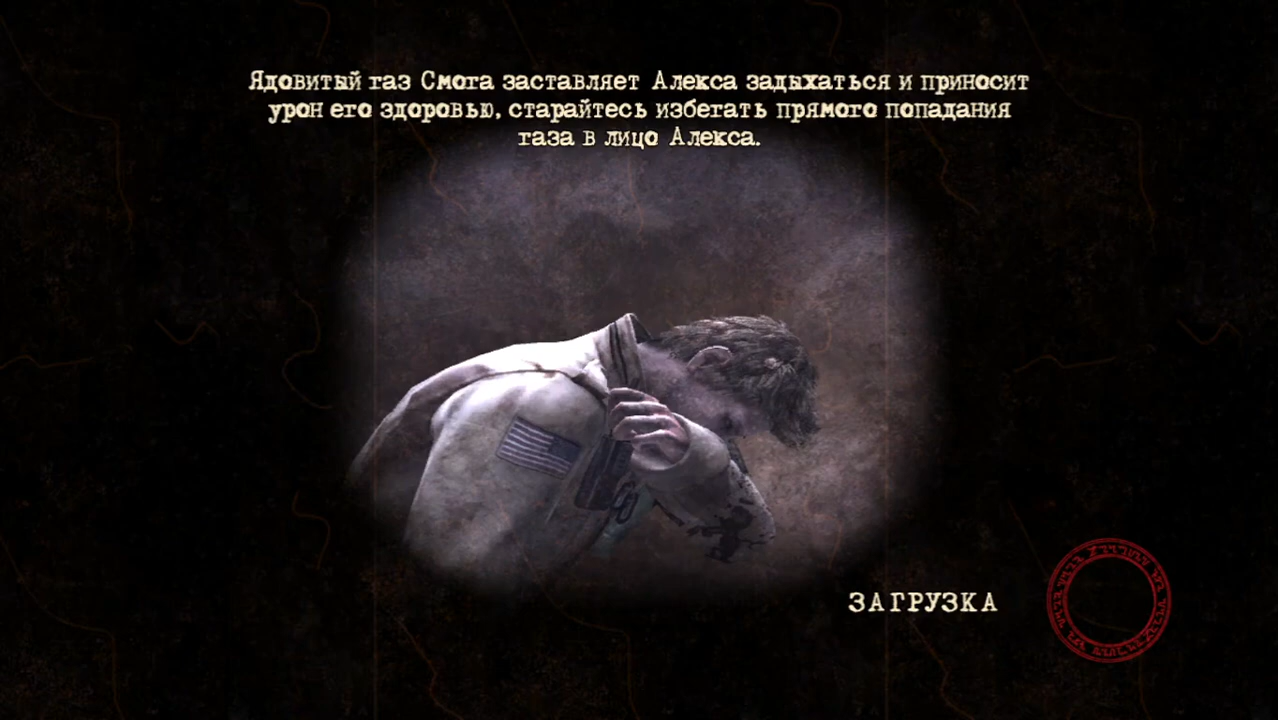 Ядовитый газ Смога заставляет Алекса задыхаться и приносит
урон его здоровью, старайтесь избегать прямого попадания
газа в лицо Алекса.
ЗАГРУЗКА